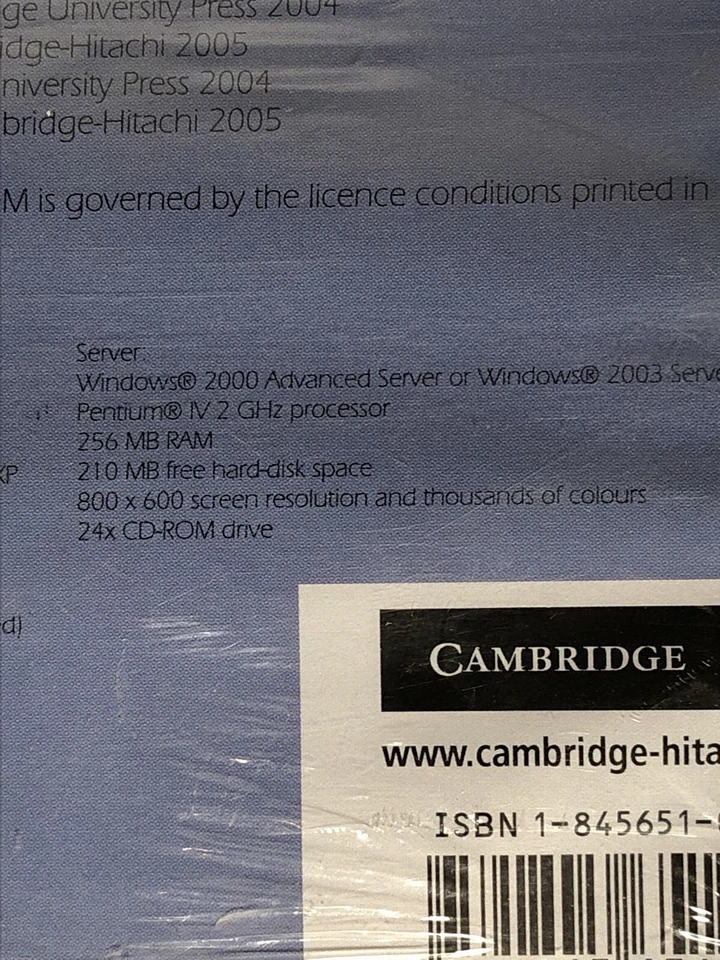 ge University Press 2004
idge-Hitachi 2005
niversity Press 2004
bridge-Hitachi 2005
M is governed by the licence conditions printed in
Server:
Windows® 2000 Advanced Server or Windows® 2003 Serve
Pentium® IV 2 GHz processor
256 MB RAM
XP
210 MB free hard-disk space
800 x 600 screen resolution and thousands of colours
24x CD-ROM drive
d)
CAMBRIDGE
www.cambridge-hita
ISBN 1-845651-